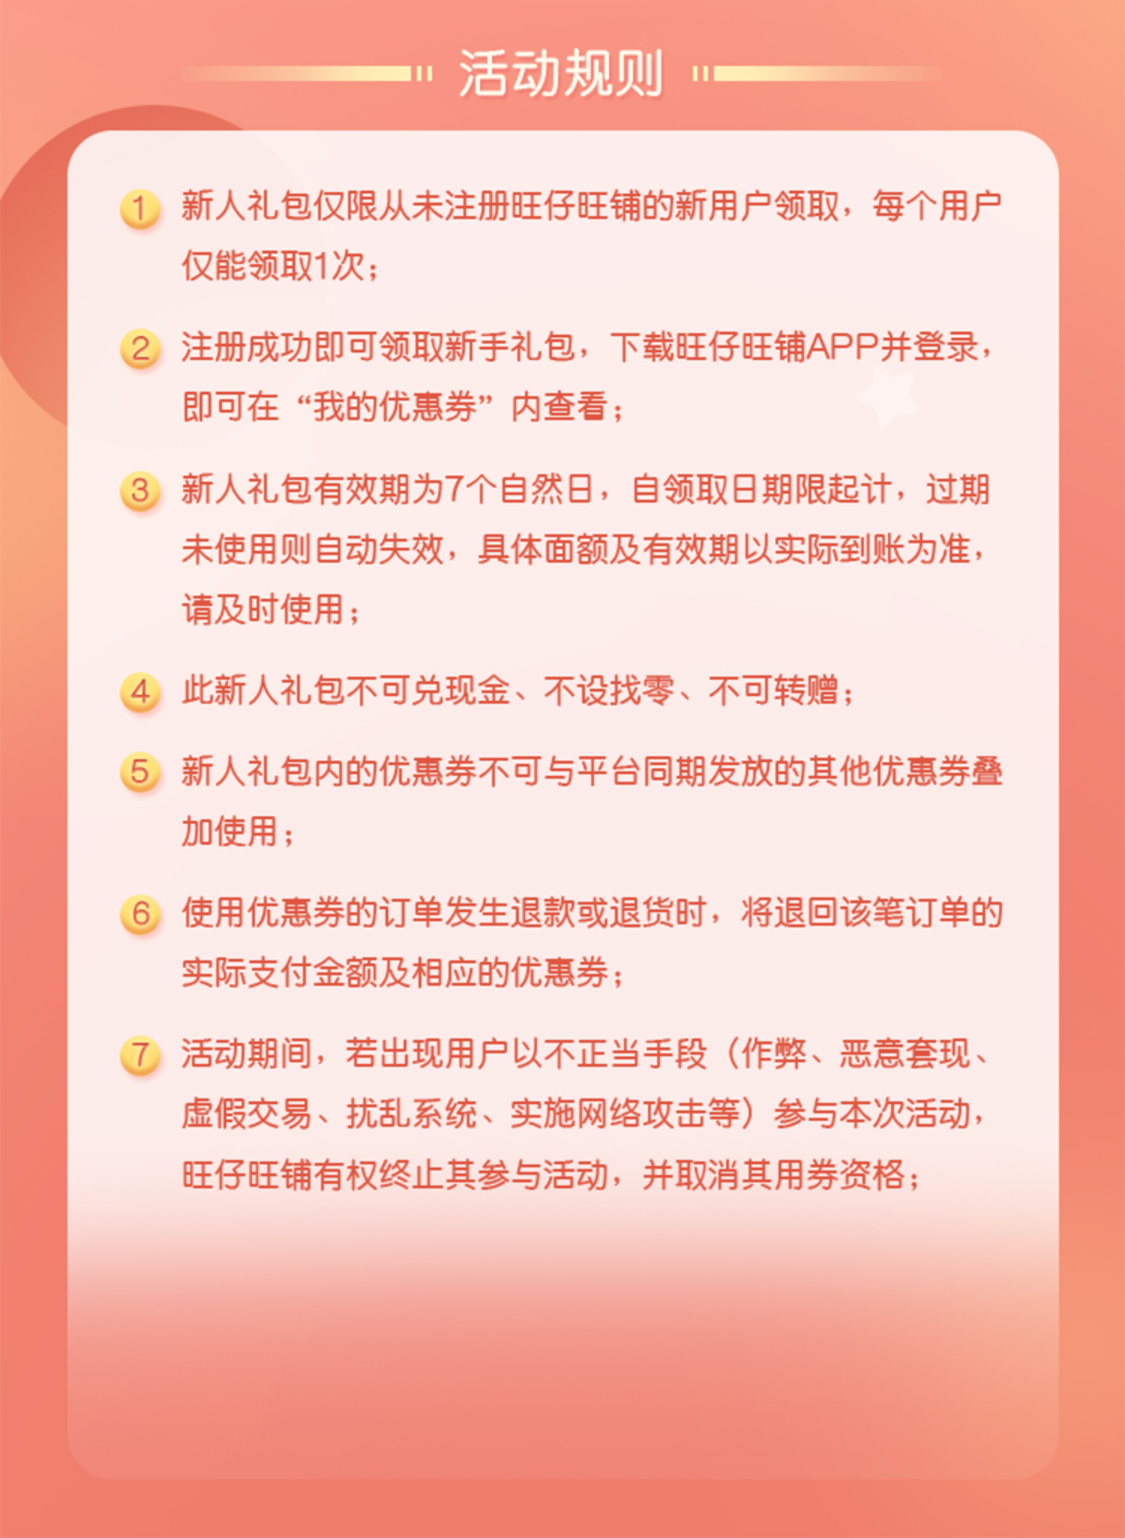 活动规则
1 新人礼包仅限从未注册旺仔旺铺的新用户领取，每个用户
仅能领取1次；
2 注册成功即可领取新手礼包，下载旺仔旺铺APP并登录，
即可在“我的优惠券”内查看；
3 新人礼包有效期为7个自然日，自领取日期限起计，过期
未使用则自动失效，具体面额及有效期以实际到账为准，
请及时使用；
4 此新人礼包不可兑现金、不设找零、不可转赠；
5 新人礼包内的优惠券不可与平台同期发放的其他优惠券叠
加使用；
6 使用优惠券的订单发生退款或退货时，将退回该笔订单的
实际支付金额及相应的优惠券；
7 活动期间，若出现用户以不正当手段（作弊、恶意套现、
虚假交易、扰乱系统、实施网络攻击等）参与本次活动，
旺仔旺铺有权终止其参与活动，并取消其用券资格；